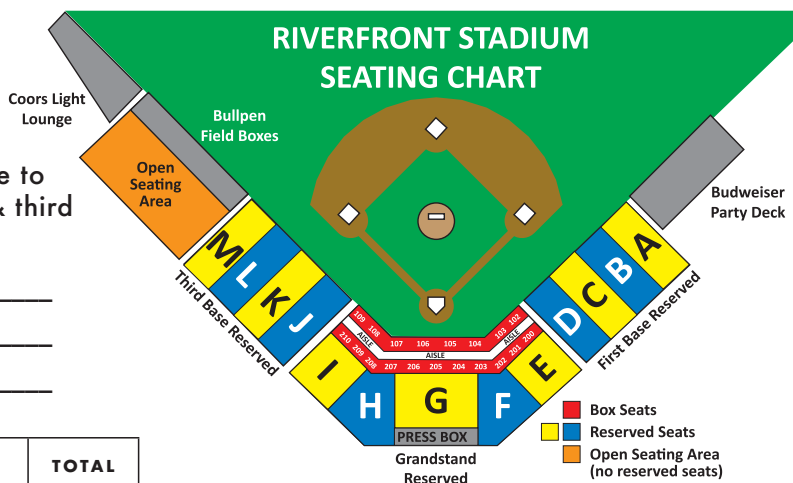 RIVERFRONT STADIUM
SEATING CHART
Coors Light
Lounge
Bullpen
Field Boxes
Open
Seating
Area
e to
& third
Budweiser
Party Deck
M
L
K
J
Third Base Reserved
A
B
C
D
First Base Reserved
109
108
107
106
105
104
103
102
AISLE
AISLE
AISLE
210
209
208
207
206
205
204
203
202
201
200
I
H
G
F
E
PRESS BOX
Grandstand
Reserved
Box Seats
Reserved Seats
Open Seating Area
(no reserved seats)
TOTAL